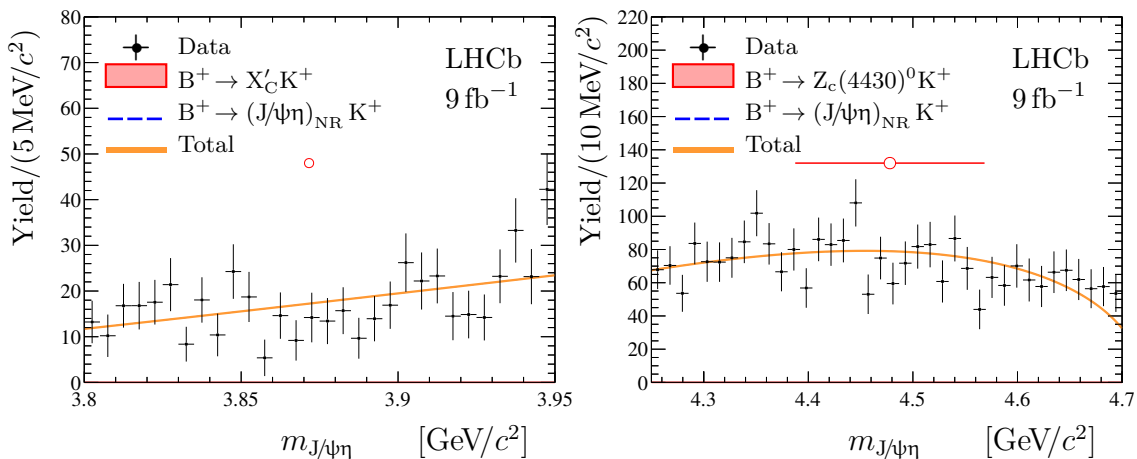 Yield/(5 MeV/c²)
80
70
60
50
40
30
20
10
0
Data
B⁺ → X′_C K⁺
B⁺ → (J/ψη)_NR K⁺
Total
LHCb
9 fb⁻¹
3.8
3.85
3.9
3.95
m_J/ψη [GeV/c²]
Yield/(10 MeV/c²)
220
200
180
160
140
120
100
80
60
40
20
0
Data
B⁺ → Z_c(4430)⁰K⁺
B⁺ → (J/ψη)_NR K⁺
Total
LHCb
9 fb⁻¹
4.3
4.4
4.5
4.6
4.7
m_J/ψη [GeV/c²]